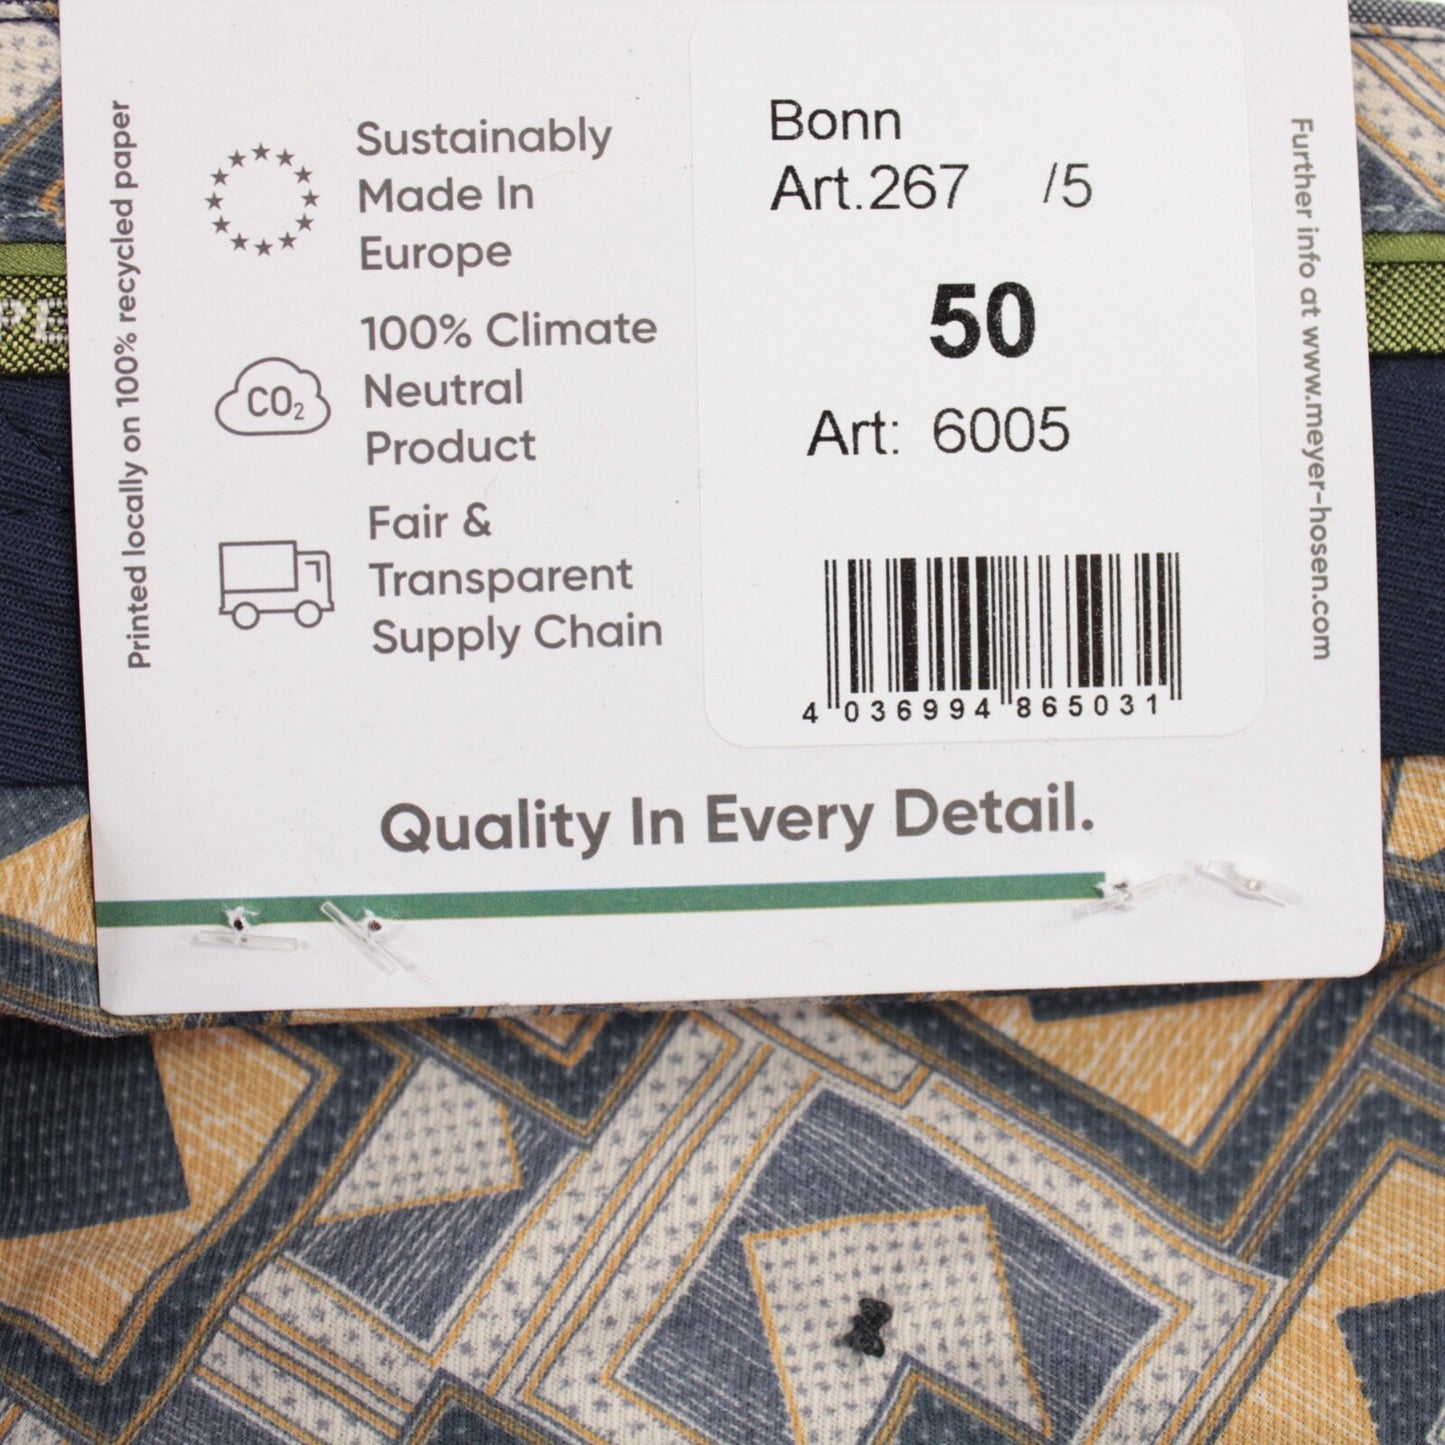 Printed locally on 100% recycled paper
Sustainably
Made In
Europe
CO₂
100% Climate
Neutral
Product
Fair &
Transparent
Supply Chain
Bonn
Art.267 /5
50
Art: 6005
4 036994 865031
Further info at www.meyer-hosen.com
Quality In Every Detail.